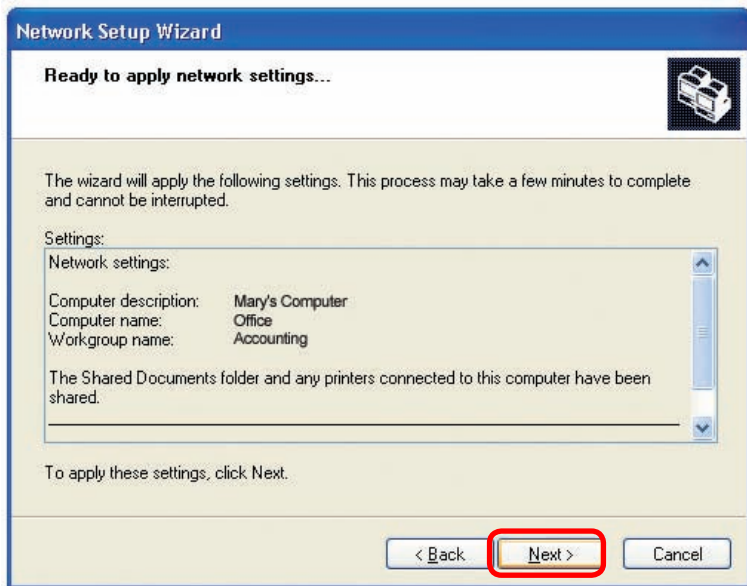 Network Setup Wizard
Ready to apply network settings...
The wizard will apply the following settings. This process may take a few minutes to complete
and cannot be interrupted.
Settings:
Network settings:
Computer description: Mary's Computer
Computer name: Office
Workgroup name: Accounting
The Shared Documents folder and any printers connected to this computer have been
shared.
To apply these settings, click Next.
< Back Next > Cancel